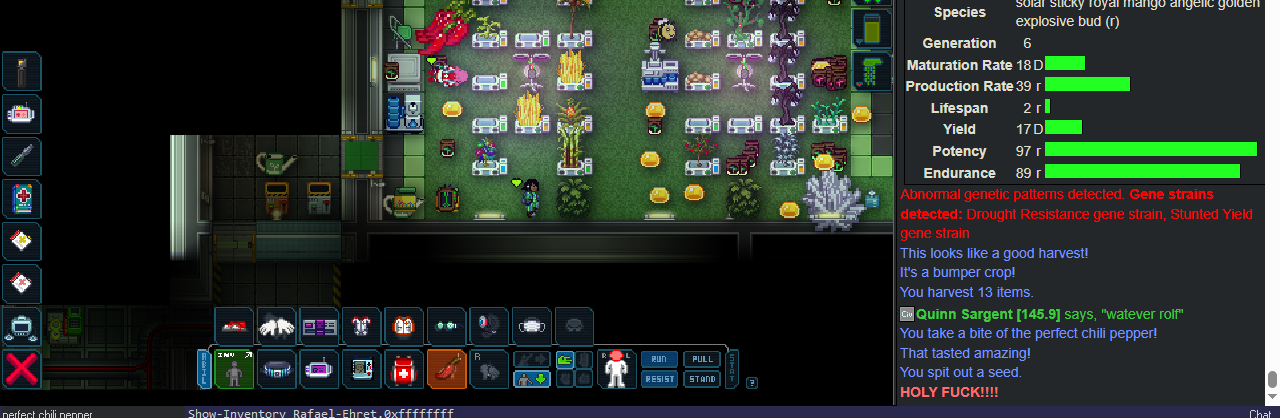 solar sticky royal mango angelic golden
Species
explosive bud (r)
Generation 6
Maturation Rate 18 D
Production Rate 39 r
Lifespan 2 r
Yield 17 D
Potency 97 r
Endurance 89 r
Abnormal genetic patterns detected. Gene strains
detected: Drought Resistance gene strain, Stunted Yield
gene strain
This looks like a good harvest!
It's a bumper crop!
You harvest 13 items.
Quinn Sargent [145.9] says, "watever rolf"
You take a bite of the perfect chili pepper!
That tasted amazing!
You spit out a seed.
HOLY FUCK!!!!
INV
R
R L
RUN
PULL
RESIST
STAND
?
perfect chili pepper
Show-Inventory Rafael-Ehret.0xffffffff
Chat